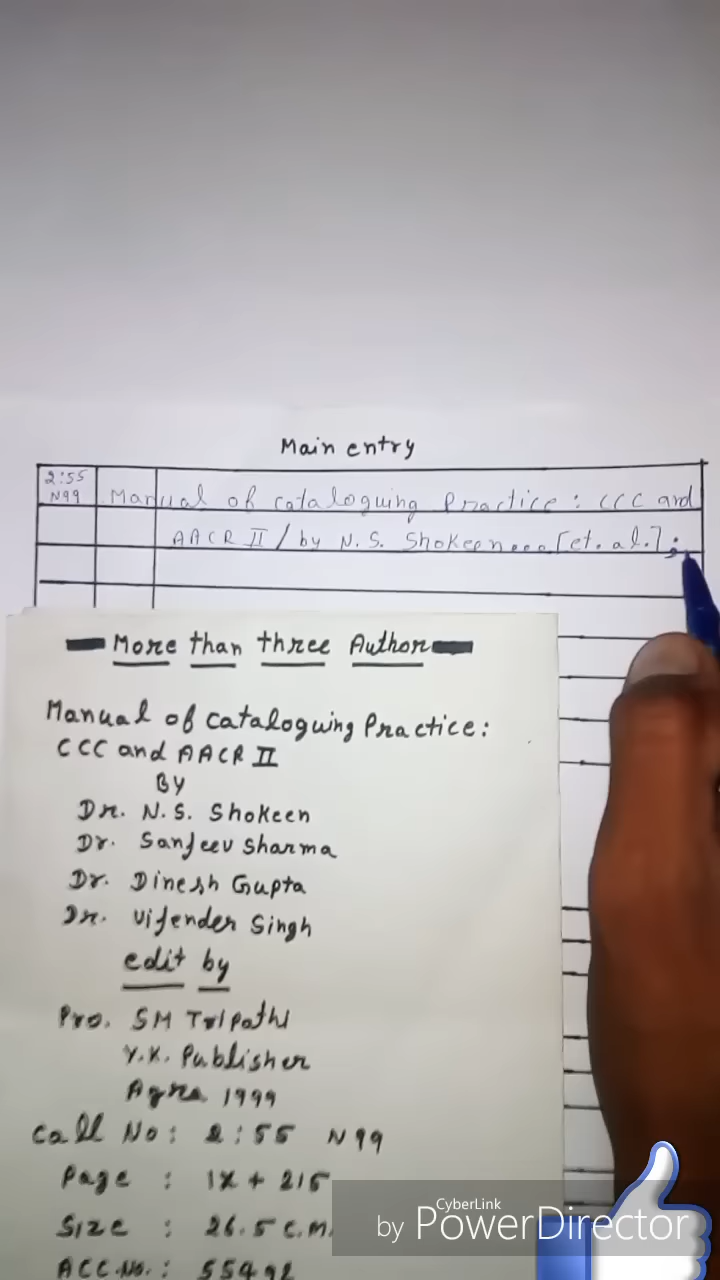 Main entry
2:55
N99
Manual of Cataloguing Practice: CCC and
AACR II / by N. S. Shokeen...[et. al.];
More than three Author
Manual of Cataloguing Practice:
CCC and AACR II
By
Dr. N. S. Shokeen
Dr. Sanjeev Sharma
Dr. Dinesh Gupta
Dr. Vijender Singh
edit by
Pro. SM Tripathi
Y.K. Publisher
Agra 1999
Call No: 2:55 N99
Page : IX + 215
Size : 26.5 C.M.
ACC.No.: 55492
CyberLink
by PowerDirector